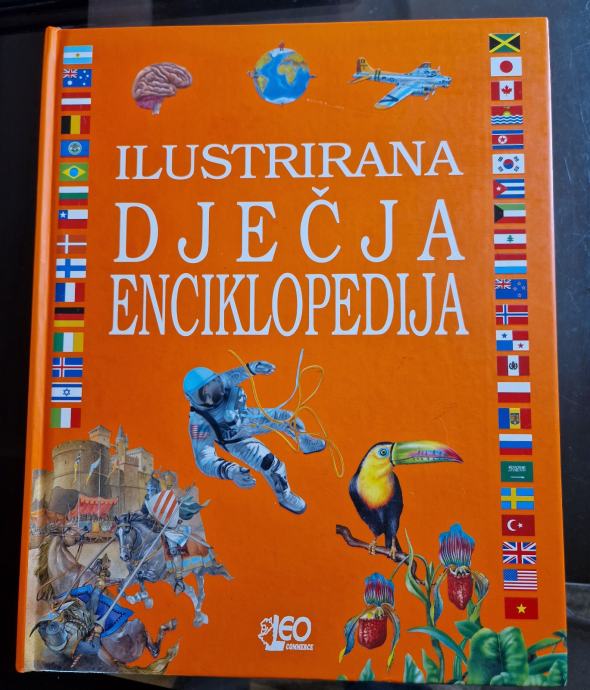 ILUSTRIRANA
DJEČJA
ENCIKLOPEDIJA
LEO
COMMERCE